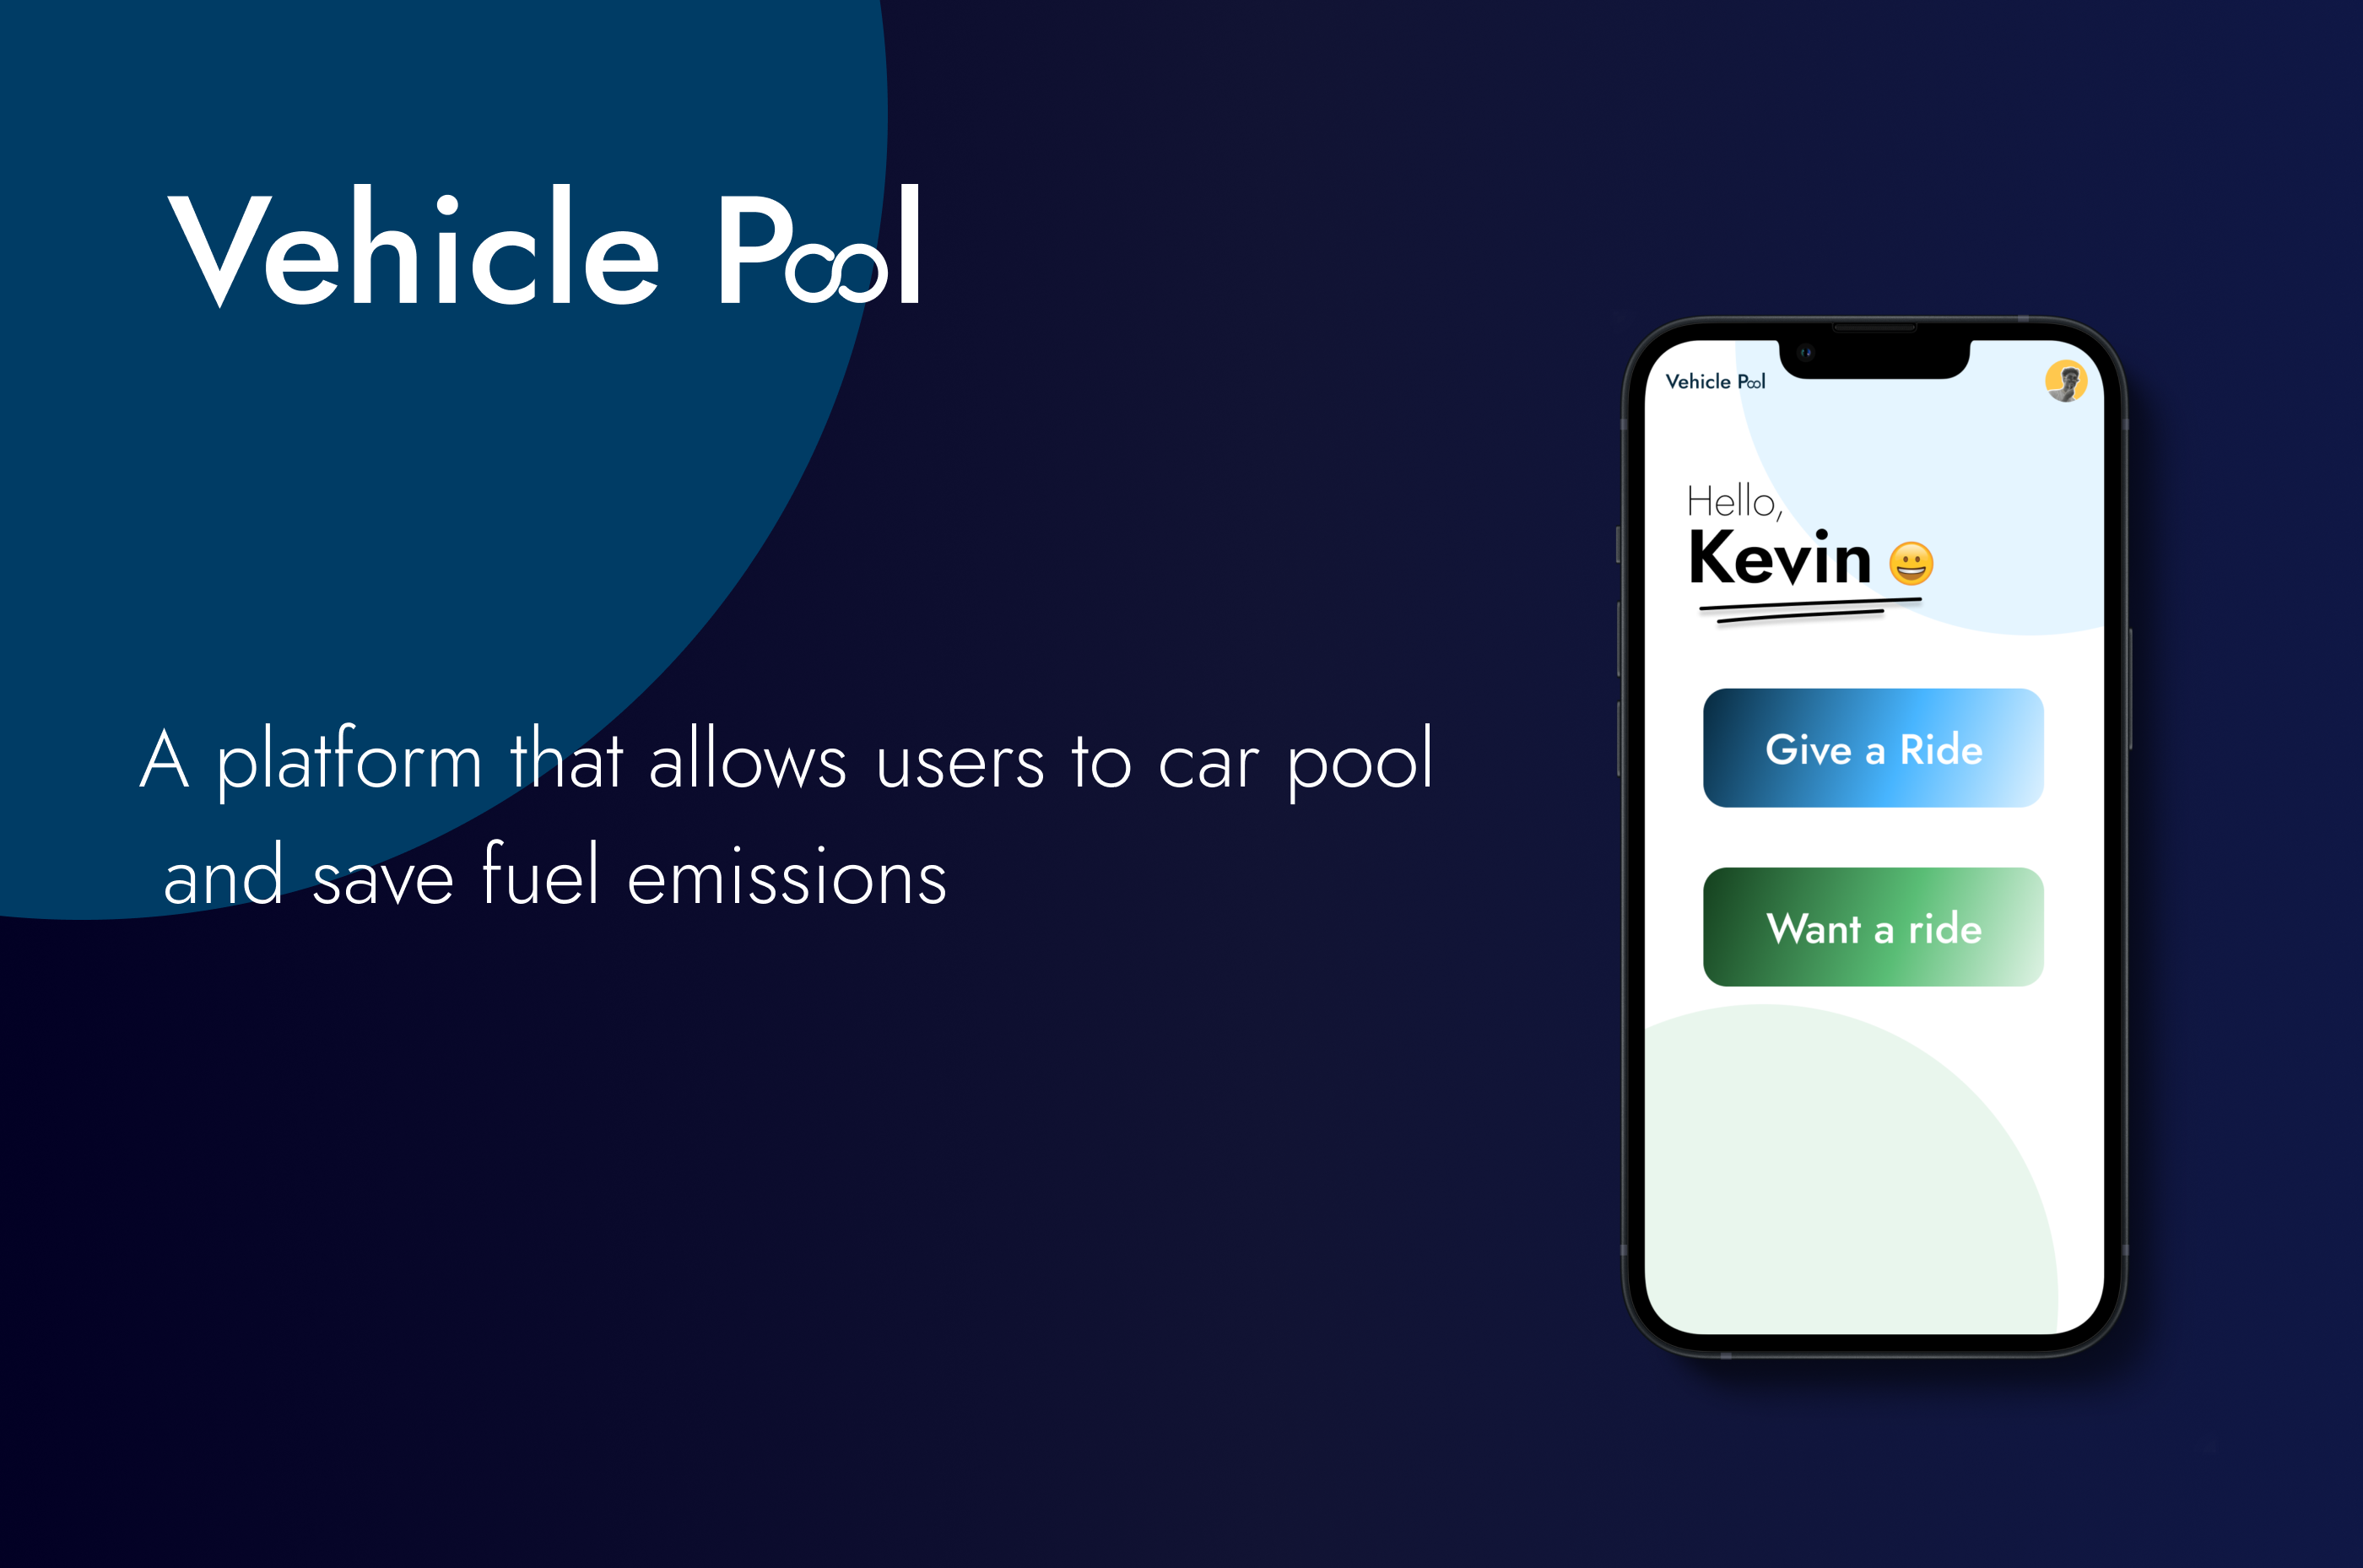 Vehicle Pool
A platform that allows users to car pool
and save fuel emissions
Vehicle Pool
Hello,
Kevin 😀
Give a Ride
Want a ride